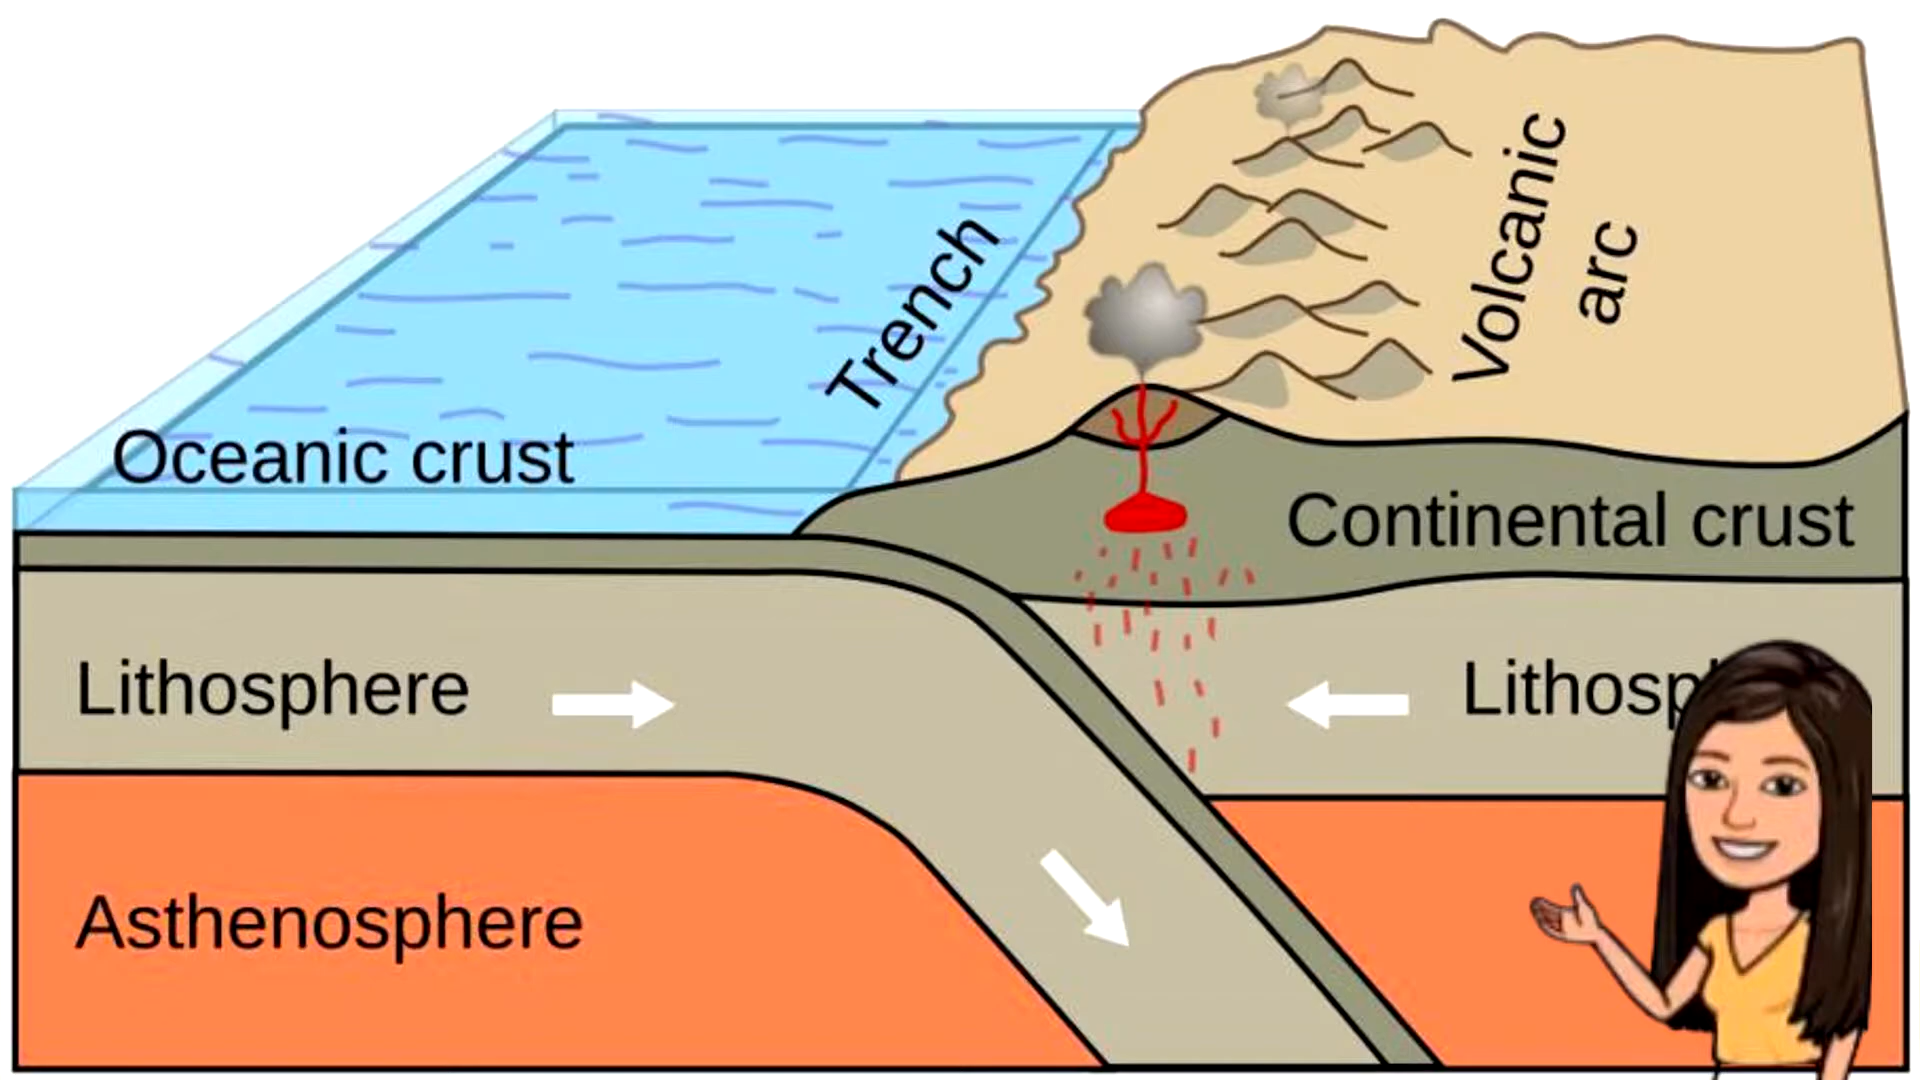 Trench
Volcanic
arc
Oceanic crust
Continental crust
Lithosphere
Asthenosphere